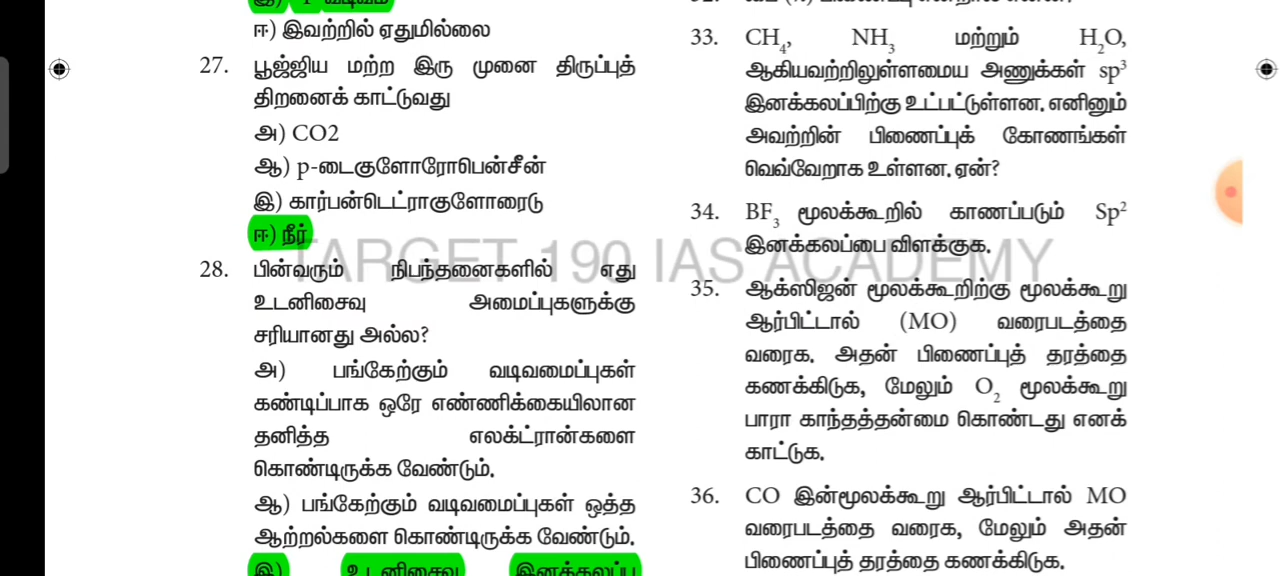 ஈ) இவற்றில் ஏதுமில்லை
27. பூஜ்ஜிய மற்ற இரு முனை திருப்புத்
திறனைக் காட்டுவது
அ) CO2
ஆ) p-டைகுளோரோபென்சீன்
இ) கார்பன்டெட்ராகுளோரைடு
ஈ) நீர்
28. பின்வரும் நிபந்தனைகளில் எது
உடனிசைவு அமைப்புகளுக்கு
சரியானது அல்ல?
அ) பங்கேற்கும் வடிவமைப்புகள்
கண்டிப்பாக ஒரே எண்ணிக்கையிலான
தனித்த எலக்ட்ரான்களை
கொண்டிருக்க வேண்டும்.
ஆ) பங்கேற்கும் வடிவமைப்புகள் ஒத்த
ஆற்றல்களை கொண்டிருக்க வேண்டும்.
இ) உடனிசைவு இனக்கலப்பு
33. CH₄, NH₃ மற்றும் H₂O,
ஆகியவற்றிலுள்ளமைய அணுக்கள் sp³
இனக்கலப்பிற்கு உட்பட்டுள்ளன. எனினும்
அவற்றின் பிணைப்புக் கோணங்கள்
வெவ்வேறாக உள்ளன. ஏன்?
34. BF₃ மூலக்கூறில் காணப்படும் Sp²
இனக்கலப்பை விளக்குக.
35. ஆக்ஸிஜன் மூலக்கூறிற்கு மூலக்கூறு
ஆர்பிட்டால் (MO) வரைபடத்தை
வரைக. அதன் பிணைப்புத் தரத்தை
கணக்கிடுக, மேலும் O₂ மூலக்கூறு
பாரா காந்தத்தன்மை கொண்டது எனக்
காட்டுக.
36. CO இன்மூலக்கூறு ஆர்பிட்டால் MO
வரைபடத்தை வரைக, மேலும் அதன்
பிணைப்புத் தரத்தை கணக்கிடுக.
TARGET 190 IAS ACADEMY